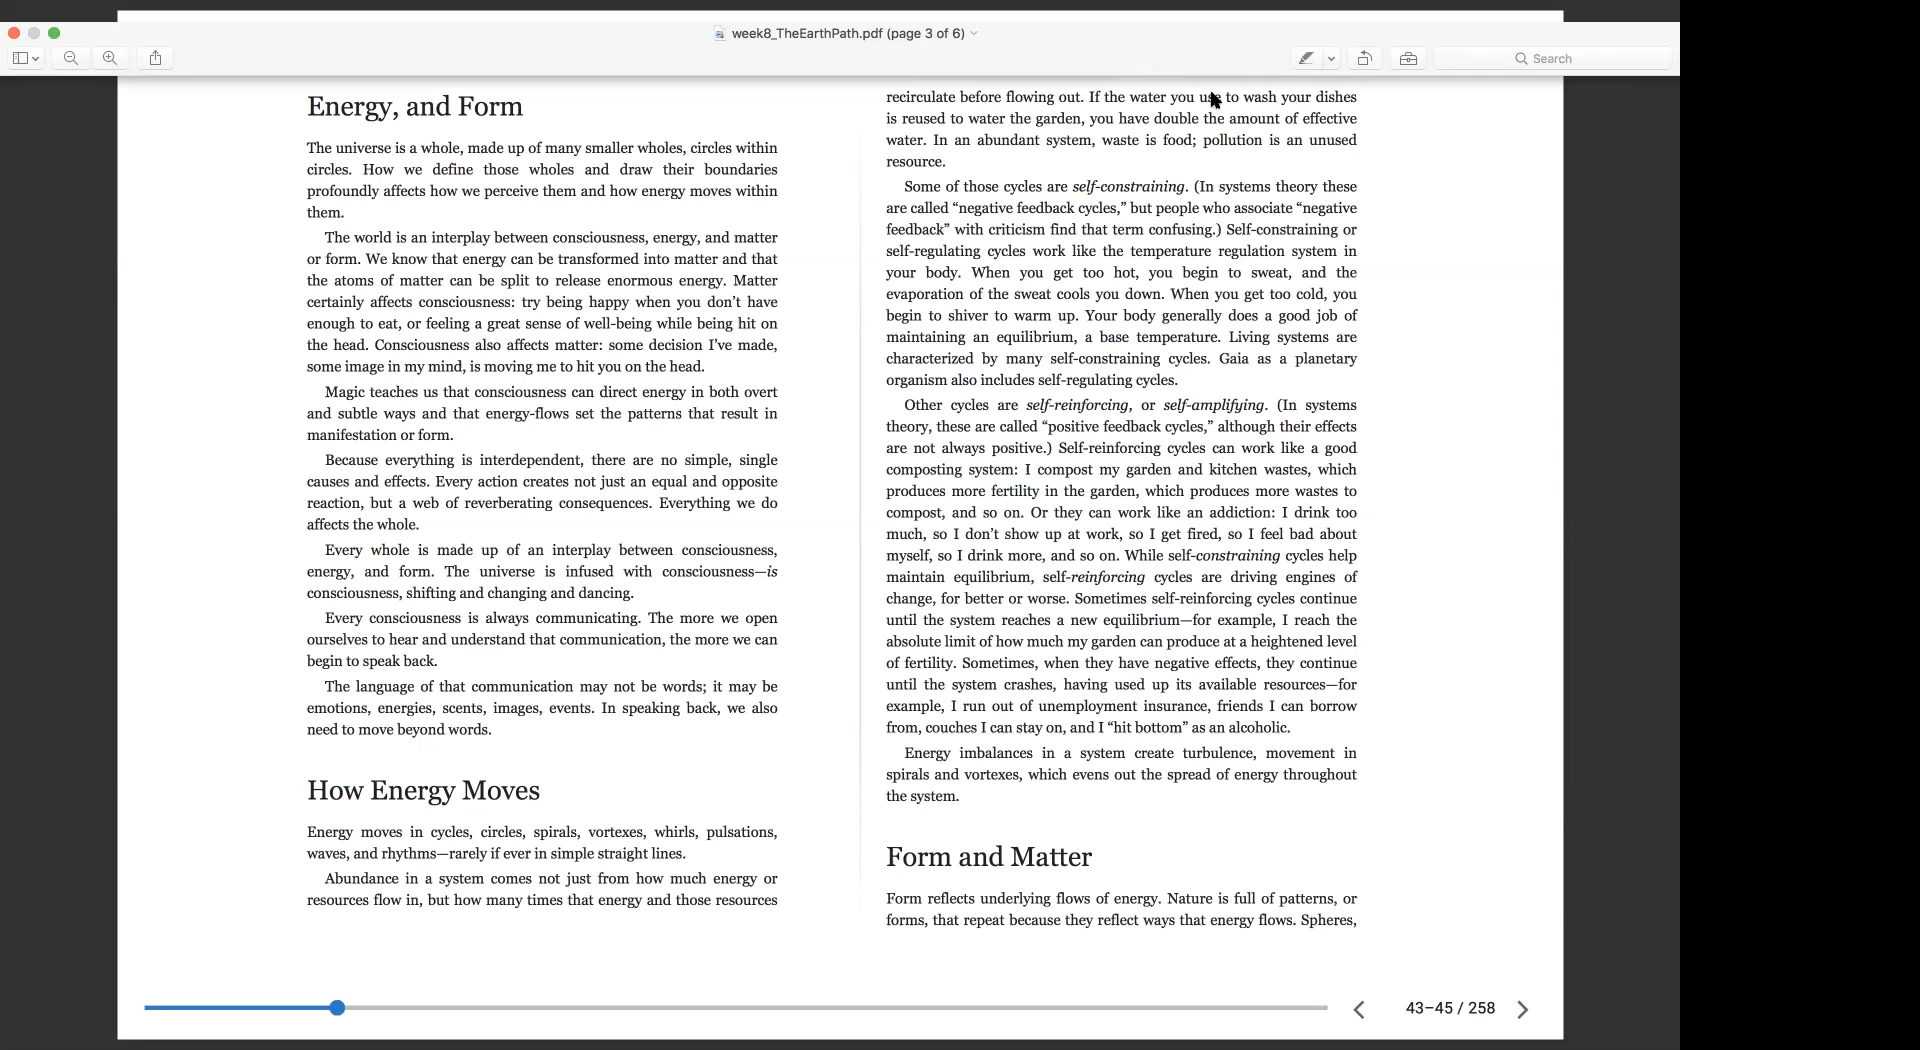 week8_TheEarthPath.pdf (page 3 of 6)
Search
Energy, and Form
The universe is a whole, made up of many smaller wholes, circles within
circles. How we define those wholes and draw their boundaries
profoundly affects how we perceive them and how energy moves within
them.
The world is an interplay between consciousness, energy, and matter
or form. We know that energy can be transformed into matter and that
the atoms of matter can be split to release enormous energy. Matter
certainly affects consciousness: try being happy when you don’t have
enough to eat, or feeling a great sense of well-being while being hit on
the head. Consciousness also affects matter: some decision I’ve made,
some image in my mind, is moving me to hit you on the head.
Magic teaches us that consciousness can direct energy in both overt
and subtle ways and that energy-flows set the patterns that result in
manifestation or form.
Because everything is interdependent, there are no simple, single
causes and effects. Every action creates not just an equal and opposite
reaction, but a web of reverberating consequences. Everything we do
affects the whole.
Every whole is made up of an interplay between consciousness,
energy, and form. The universe is infused with consciousness—is
consciousness, shifting and changing and dancing.
Every consciousness is always communicating. The more we open
ourselves to hear and understand that communication, the more we can
begin to speak back.
The language of that communication may not be words; it may be
emotions, energies, scents, images, events. In speaking back, we also
need to move beyond words.
How Energy Moves
Energy moves in cycles, circles, spirals, vortexes, whirls, pulsations,
waves, and rhythms—rarely if ever in simple straight lines.
Abundance in a system comes not just from how much energy or
resources flow in, but how many times that energy and those resources
recirculate before flowing out. If the water you use to wash your dishes
is reused to water the garden, you have double the amount of effective
water. In an abundant system, waste is food; pollution is an unused
resource.
Some of those cycles are self-constraining. (In systems theory these
are called “negative feedback cycles,” but people who associate “negative
feedback” with criticism find that term confusing.) Self-constraining or
self-regulating cycles work like the temperature regulation system in
your body. When you get too hot, you begin to sweat, and the
evaporation of the sweat cools you down. When you get too cold, you
begin to shiver to warm up. Your body generally does a good job of
maintaining an equilibrium, a base temperature. Living systems are
characterized by many self-constraining cycles. Gaia as a planetary
organism also includes self-regulating cycles.
Other cycles are self-reinforcing, or self-amplifying. (In systems
theory, these are called “positive feedback cycles,” although their effects
are not always positive.) Self-reinforcing cycles can work like a good
composting system: I compost my garden and kitchen wastes, which
produces more fertility in the garden, which produces more wastes to
compost, and so on. Or they can work like an addiction: I drink too
much, so I don’t show up at work, so I get fired, so I feel bad about
myself, so I drink more, and so on. While self-constraining cycles help
maintain equilibrium, self-reinforcing cycles are driving engines of
change, for better or worse. Sometimes self-reinforcing cycles continue
until the system reaches a new equilibrium—for example, I reach the
absolute limit of how much my garden can produce at a heightened level
of fertility. Sometimes, when they have negative effects, they continue
until the system crashes, having used up its available resources—for
example, I run out of unemployment insurance, friends I can borrow
from, couches I can stay on, and I “hit bottom” as an alcoholic.
Energy imbalances in a system create turbulence, movement in
spirals and vortexes, which evens out the spread of energy throughout
the system.
Form and Matter
Form reflects underlying flows of energy. Nature is full of patterns, or
forms, that repeat because they reflect ways that energy flows. Spheres,
43–45 / 258